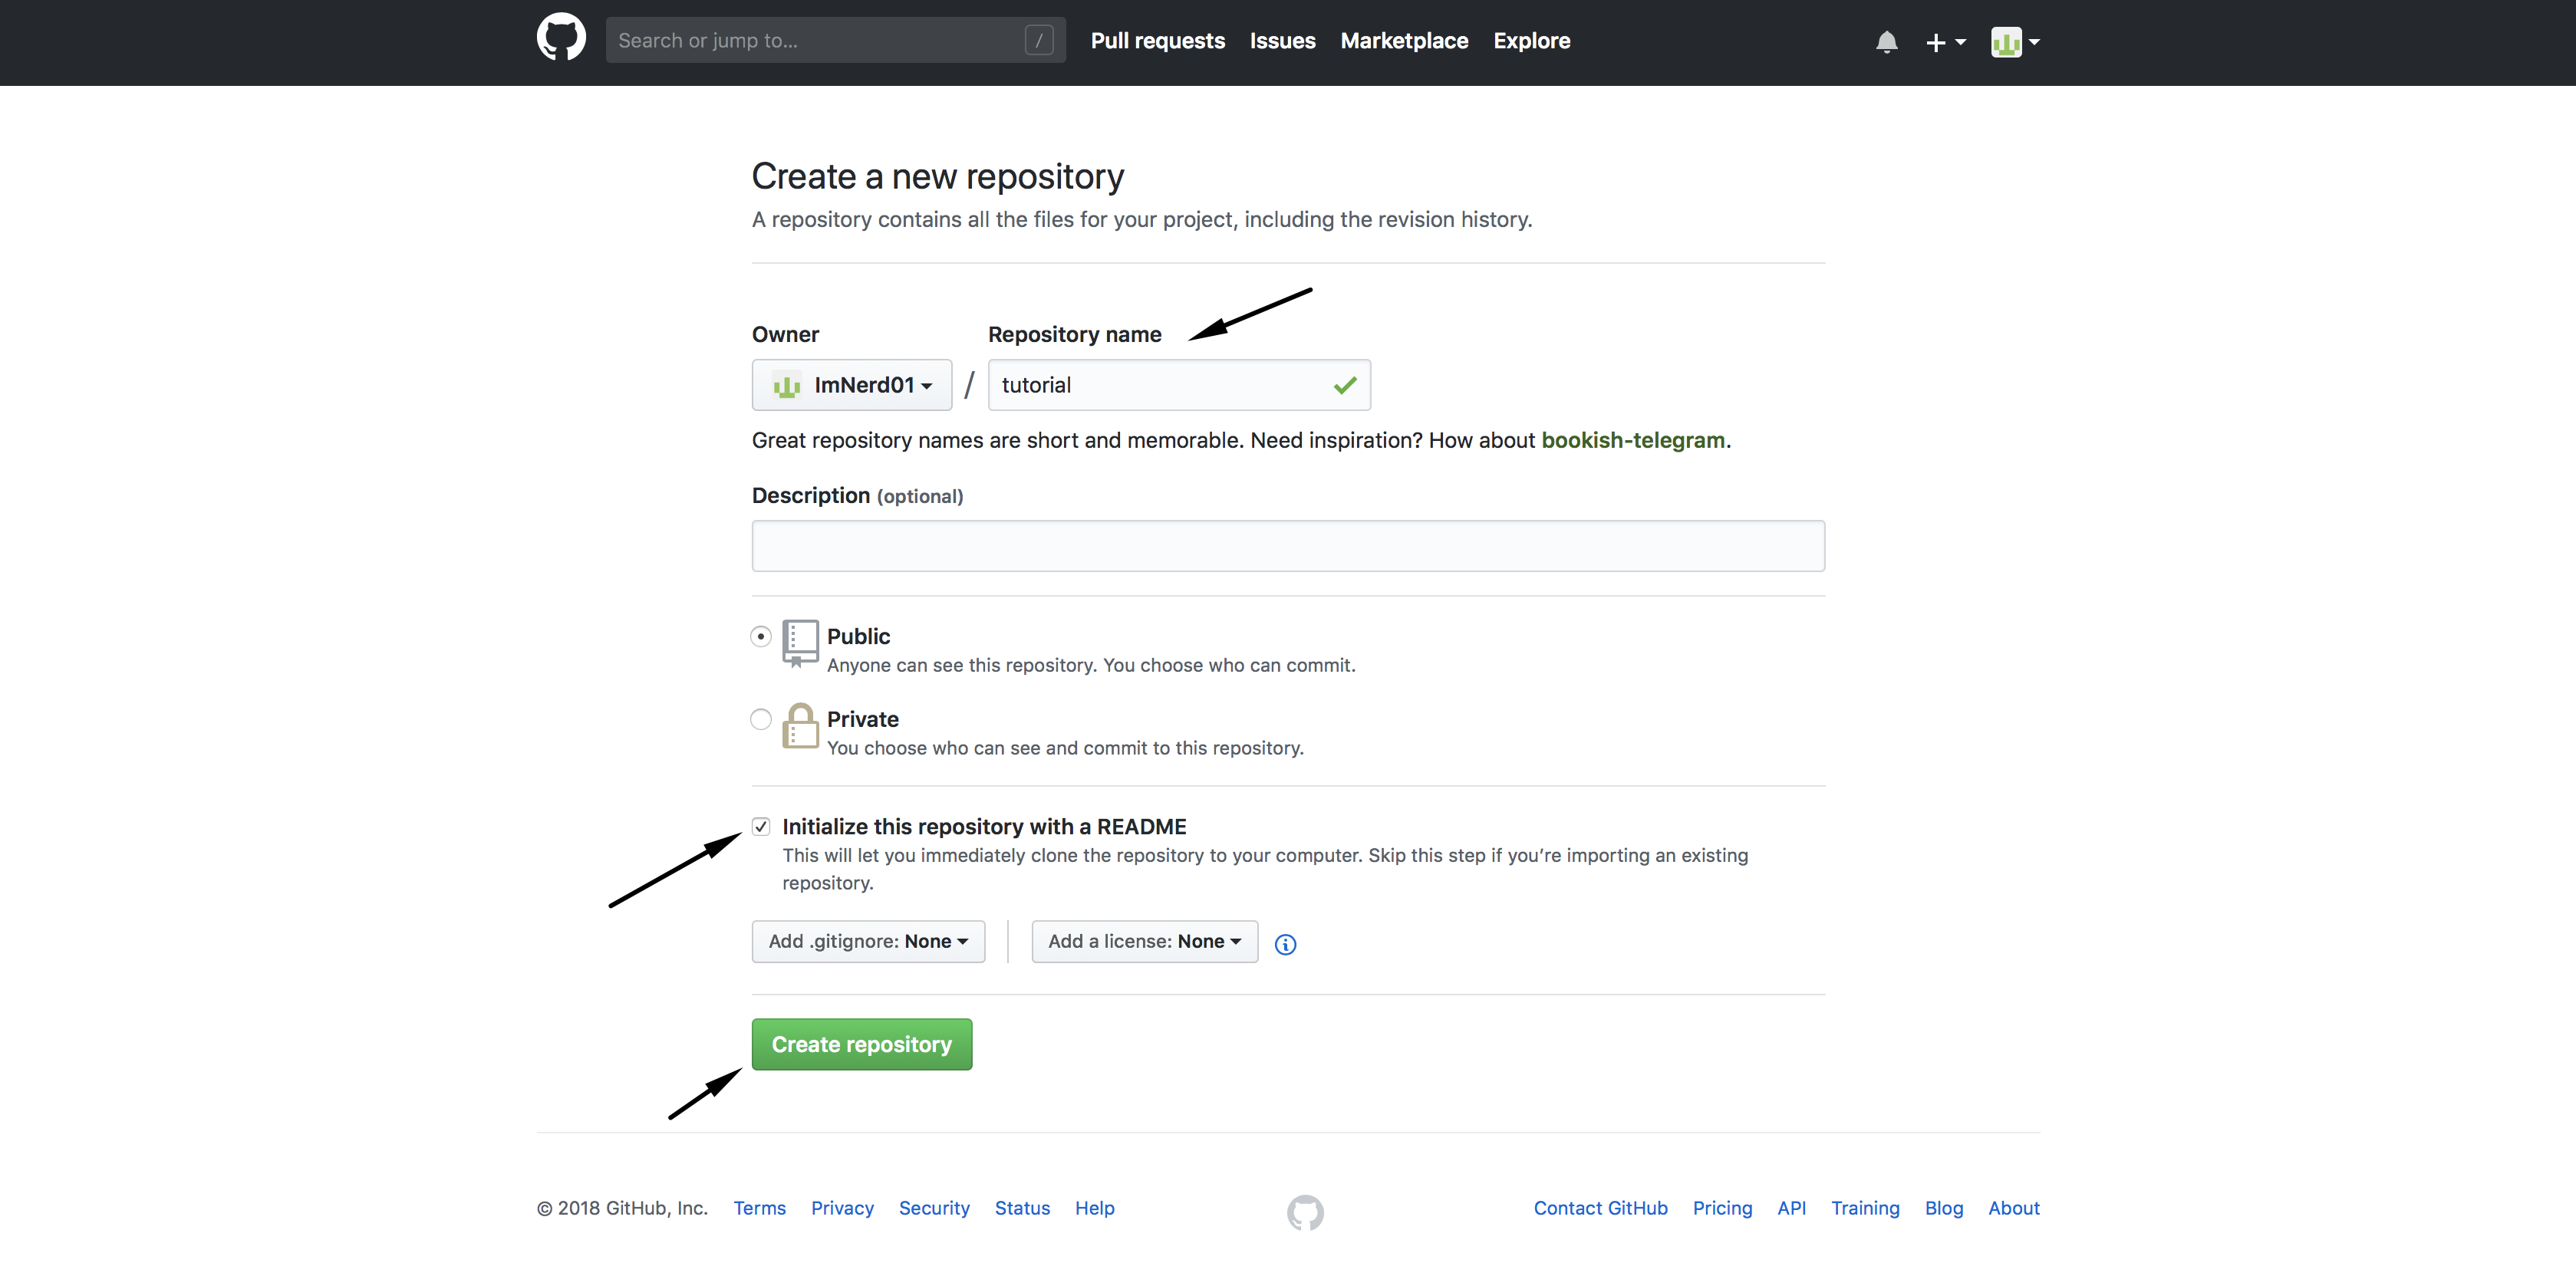 Search or jump to... /
Pull requests Issues Marketplace Explore
Create a new repository
A repository contains all the files for your project, including the revision history.
Owner Repository name
ImNerd01 / tutorial
Great repository names are short and memorable. Need inspiration? How about bookish-telegram.
Description (optional)
Public
Anyone can see this repository. You choose who can commit.
Private
You choose who can see and commit to this repository.
Initialize this repository with a README
This will let you immediately clone the repository to your computer. Skip this step if you’re importing an existing
repository.
Add .gitignore: None Add a license: None
Create repository
© 2018 GitHub, Inc. Terms Privacy Security Status Help Contact GitHub Pricing API Training Blog About